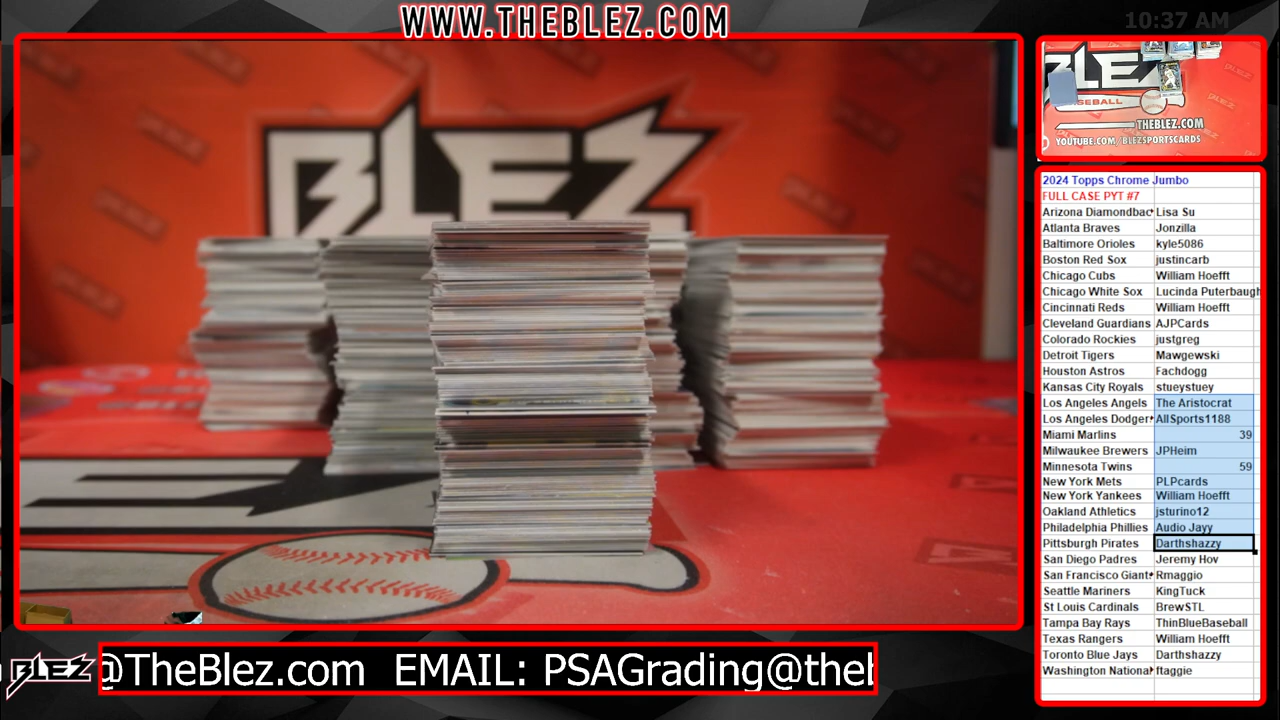 WWW.THEBLEZ.COM
10:37 AM
BLEZ
BLEZ
BASEBALL
THEBLEZ.COM
YOUTUBE.COM/BLEZSPORTSCARDS
2024 Topps Chrome Jumbo
FULL CASE PYT #7
Arizona Diamondbac Lisa Su
Atlanta Braves Jonzilla
Baltimore Orioles kyle5086
Boston Red Sox justincarb
Chicago Cubs William Hoefft
Chicago White Sox Lucinda Puterbaugh
Cincinnati Reds William Hoefft
Cleveland Guardians AJPCards
Colorado Rockies justgreg
Detroit Tigers Mawgewski
Houston Astros Fachdogg
Kansas City Royals stueystuey
Los Angeles Angels The Aristocrat
Los Angeles Dodger AllSports1188
Miami Marlins 39
Milwaukee Brewers JPHeim
Minnesota Twins 59
New York Mets PLPcards
New York Yankees William Hoefft
Oakland Athletics jsturino12
Philadelphia Phillies Audio Jayy
Pittsburgh Pirates Darthshazzy
San Diego Padres Jeremy Hov
San Francisco Giant Rmaggio
Seattle Mariners KingTuck
St Louis Cardinals BrewSTL
Tampa Bay Rays ThinBlueBaseball
Texas Rangers William Hoefft
Toronto Blue Jays Darthshazzy
Washington National ftaggie
BLEZ @TheBlez.com EMAIL: PSAGrading@theb